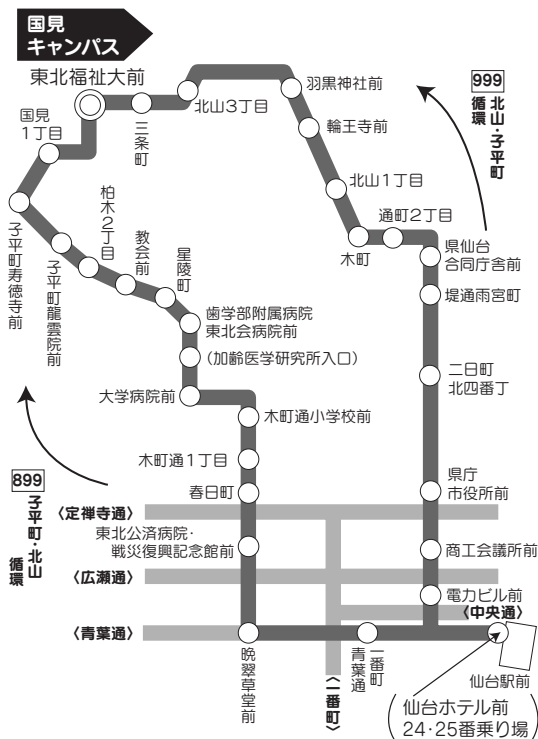 国見
キャンパス
東北福祉大前
国見
1丁目
三条町
北山3丁目
羽黒神社前
輪王寺前
北山1丁目
通町2丁目
木町
999
北山・子平町
循環
県仙台
合同庁舎前
堤通雨宮町
二日町
北四番丁
県庁
市役所前
商工会議所前
電力ビル前
〈中央通〉
子平町寿徳寺前
子平町龍雲院前
柏木2丁目
教会前
星陵町
歯学部附属病院
東北会病院前
(加齢医学研究所入口)
大学病院前
木町通小学校前
木町通1丁目
春日町
899
子平町・北山
循環
〈定禅寺通〉
東北公済病院・
戦災復興記念館前
〈広瀬通〉
〈青葉通〉
晩翠草堂前
青葉通
一番町
〈一番町〉
仙台駅前
(仙台ホテル前
24・25番乗り場)